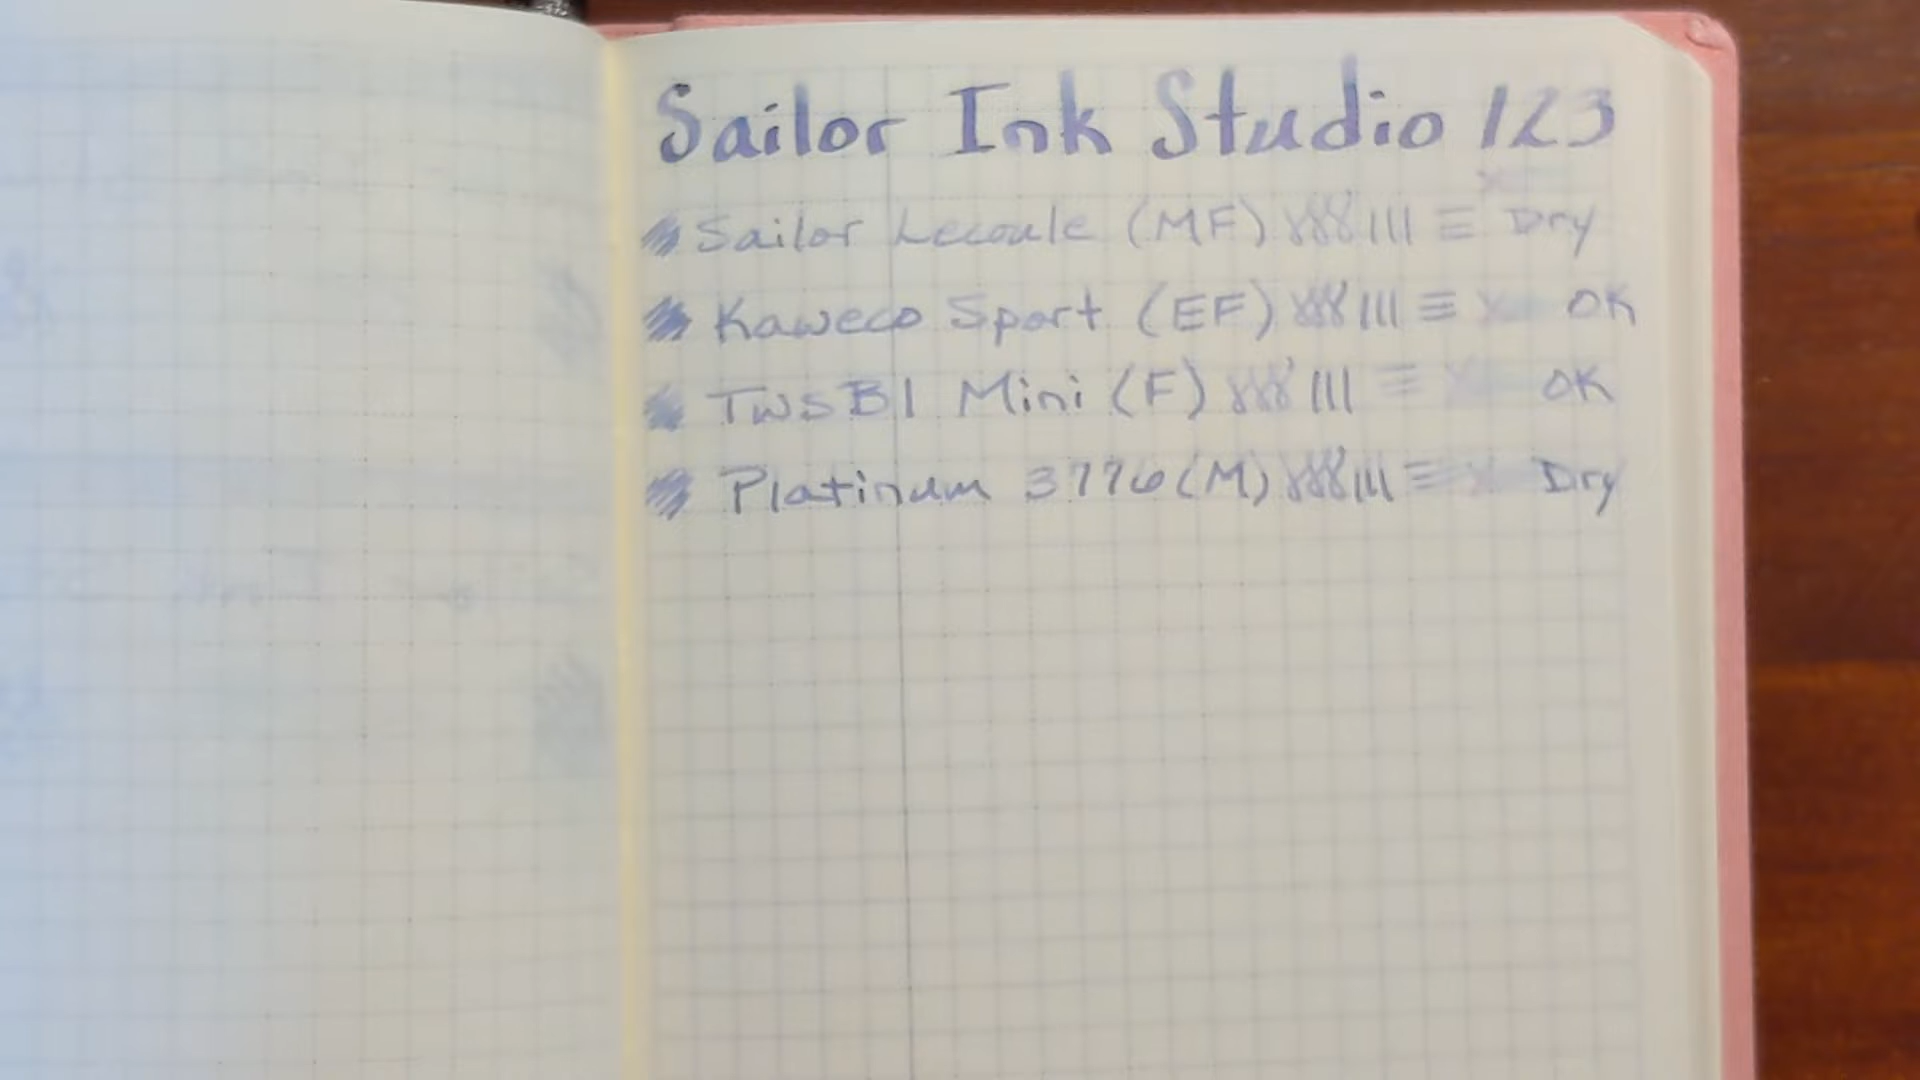 Sailor Ink Studio 123
Sailor Lecoule (MF) Dry
Kaweco Sport (EF) OK
TWSBI Mini (F) OK
Platinum 3776 (M) Dry